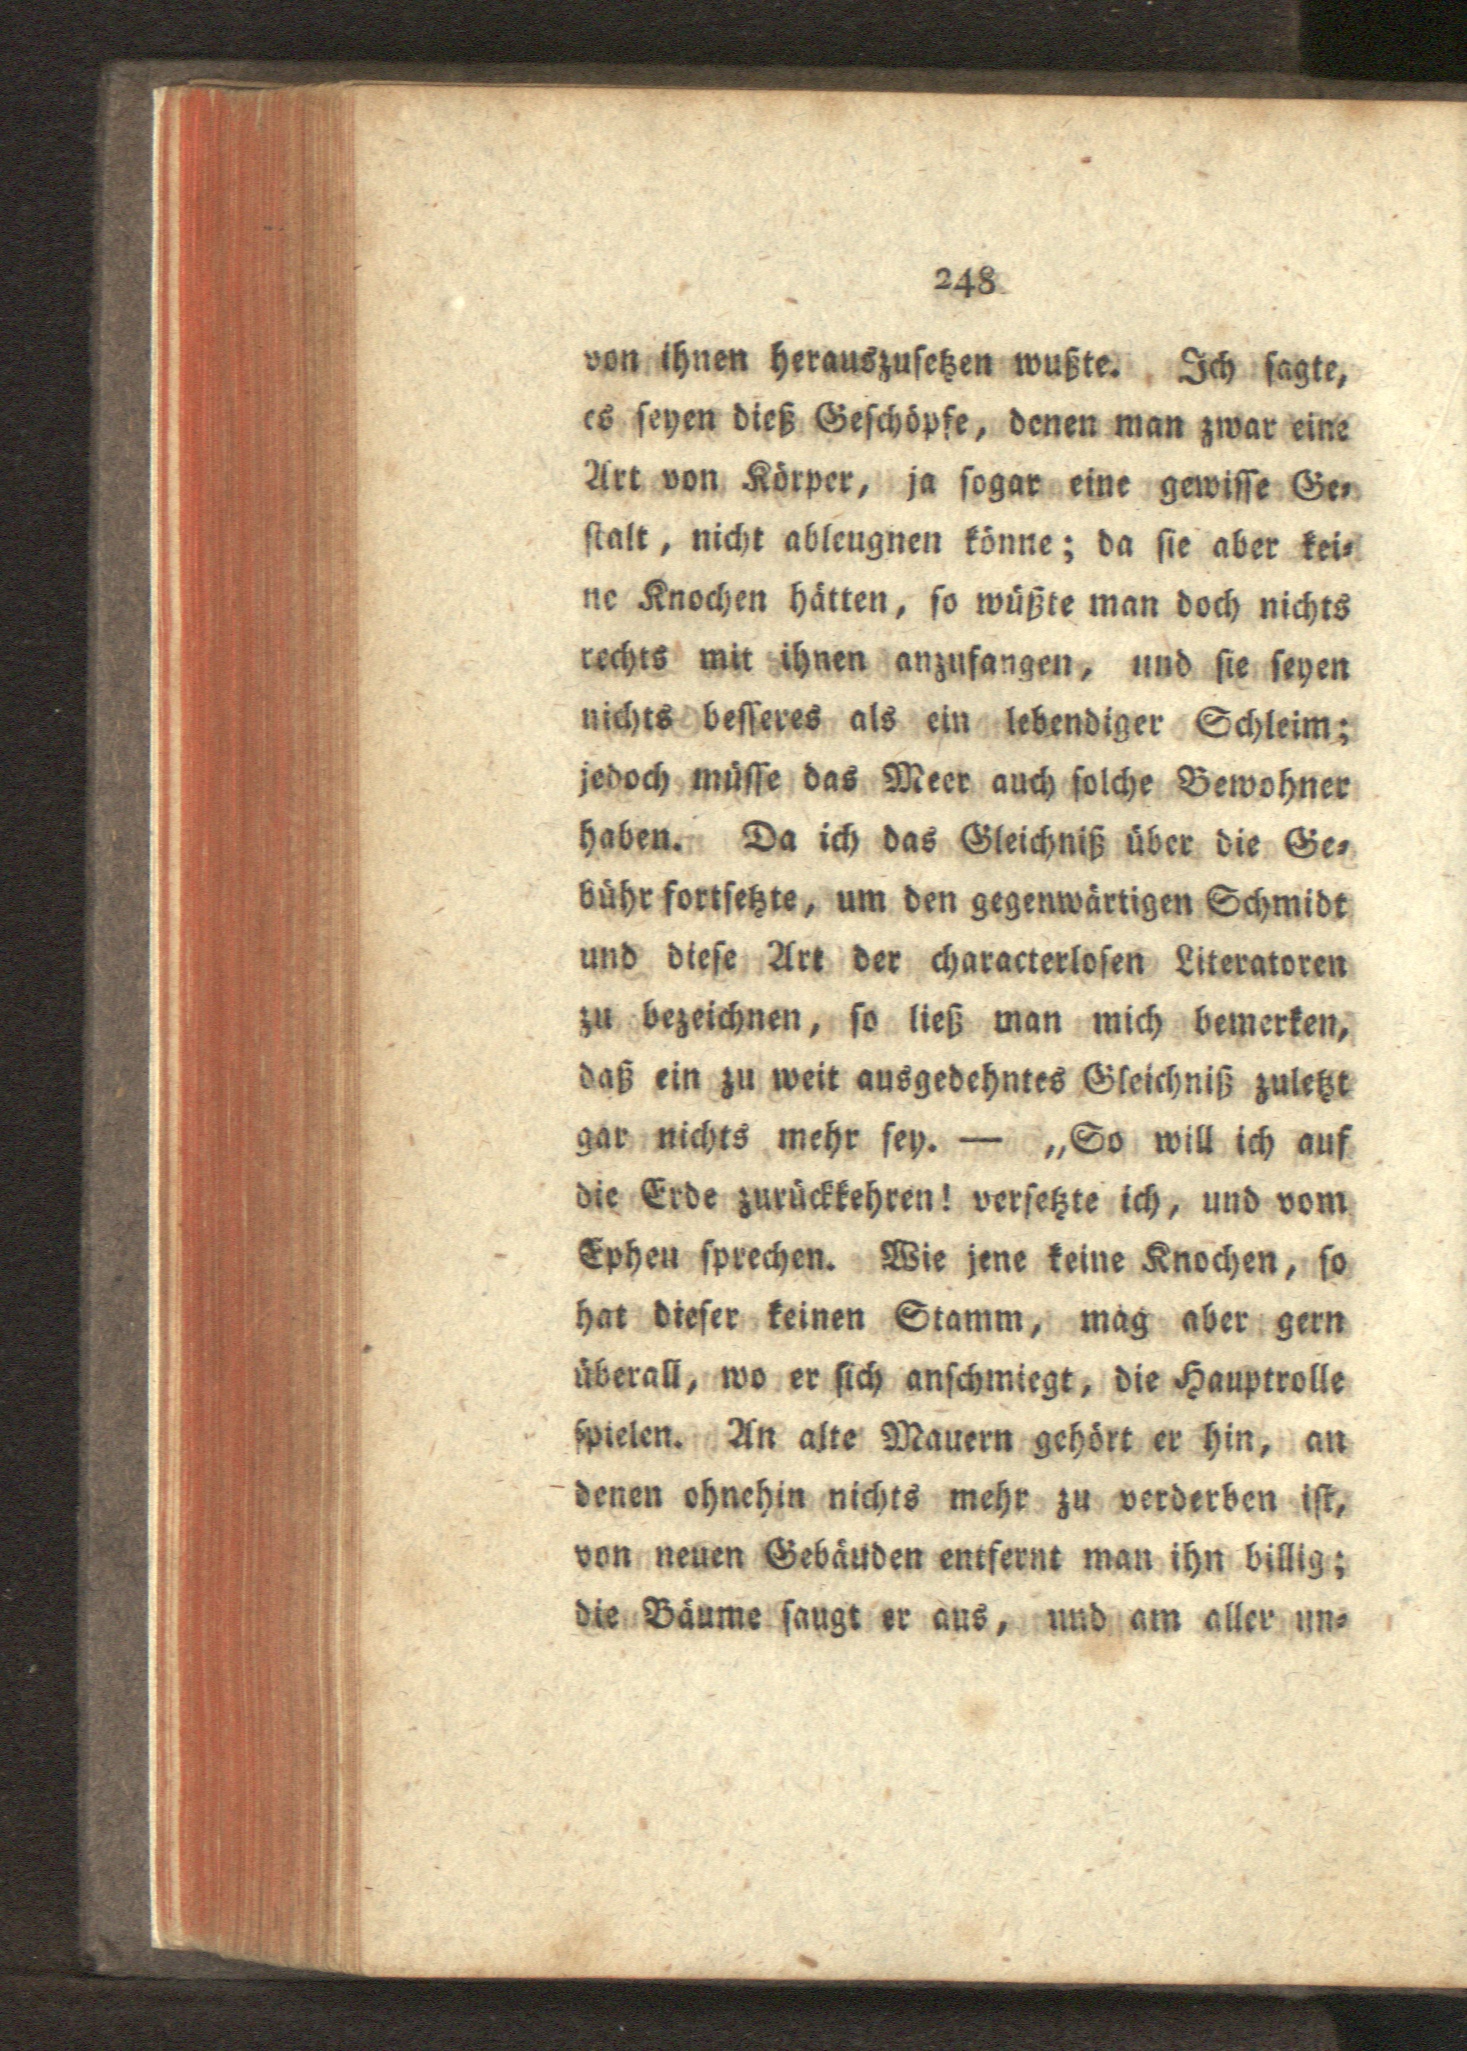 248
von ihnen herauszusetzen wußte. Ich sagte,
es seyen dieß Geschöpfe, denen man zwar eine
Art von Körper, ja sogar eine gewisse Ge-
stalt, nicht ableugnen könne; da sie aber kei-
ne Knochen hätten, so wüßte man doch nichts
rechts mit ihnen anzufangen, und sie seyen
nichts besseres als ein lebendiger Schleim;
jedoch müsse das Meer auch solche Bewohner
haben. Da ich das Gleichniß über die Ge-
bühr fortsetzte, um den gegenwärtigen Schmidt
und diese Art der characterlosen Literatoren
zu bezeichnen, so ließ man mich bemerken,
daß ein zu weit ausgedehntes Gleichniß zuletzt
gar nichts mehr sey. — „So will ich auf
die Erde zurückkehren! versetzte ich, und vom
Epheu sprechen. Wie jene keine Knochen, so
hat dieser keinen Stamm, mag aber gern
überall, wo er sich anschmiegt, die Hauptrolle
spielen. An alte Mauern gehört er hin, an
denen ohnehin nichts mehr zu verderben ist,
von neuen Gebäuden entfernt man ihn billig;
die Bäume saugt er aus, und am aller un-